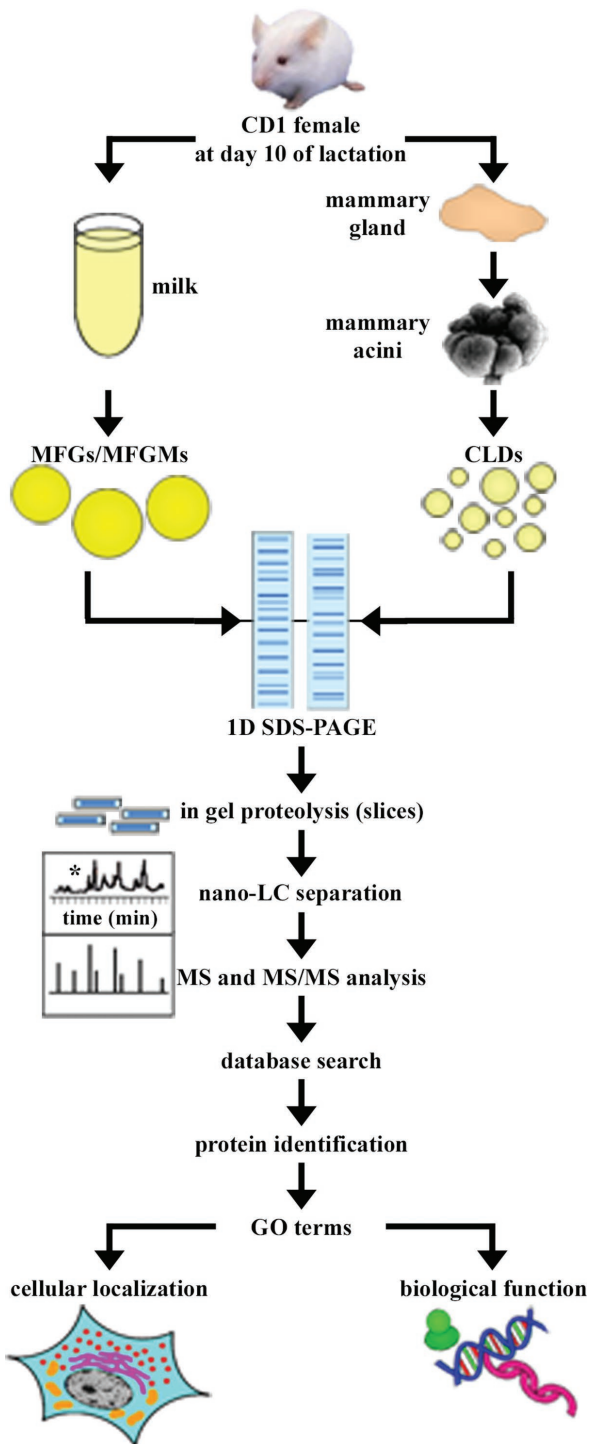 CD1 female
at day 10 of lactation
milk
mammary
gland
mammary
acini
MFGs/MFGMs
CLDs
1D SDS-PAGE
in gel proteolysis (slices)
*
time (min)
nano-LC separation
MS and MS/MS analysis
database search
protein identification
GO terms
cellular localization
biological function